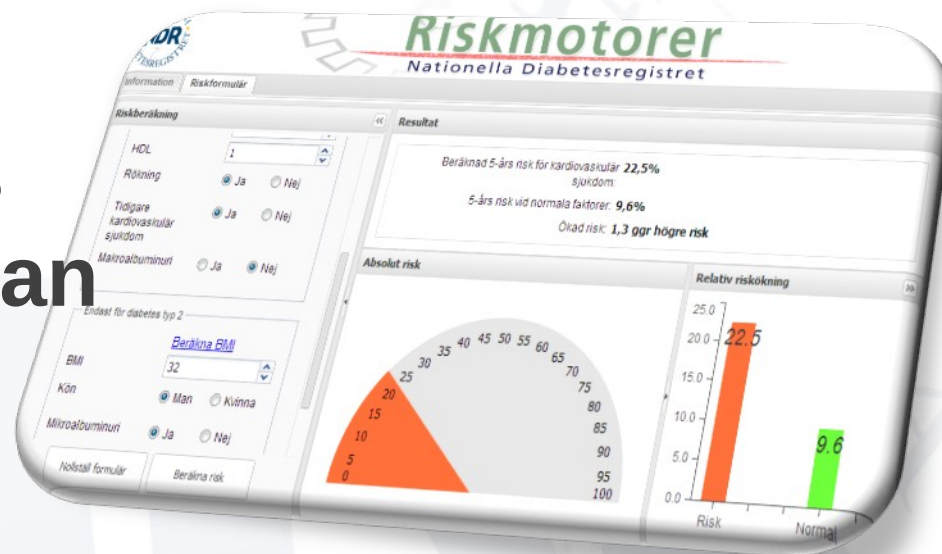 Riskmotorer
Nationella Diabetesregistret
Information Riskformulär
Riskberäkning
HDL 1
Rökning Ja Nej
Tidigare kardiovaskulär sjukdom Ja Nej
Makroalbuminuri Ja Nej
Endast för diabetes typ 2
Beräkna BMI
BMI 32
Kön Man Kvinna
Mikroalbuminuri Ja Nej
Nollställ formulär Beräkna risk
Resultat
Beräknad 5-års risk för kardiovaskulär sjukdom: 22,5%
5-års risk vid normala faktorer: 9,6%
Ökad risk: 1,3 ggr högre risk
Absolut risk
0 5 10 15 20 25 30 35 40 45 50 55 60 65 70 75 80 85 90 95 100
Relativ riskökning
25.0
20.0
15.0
10.0
5.0
0.0
22.5
9.6
Risk Normal
an